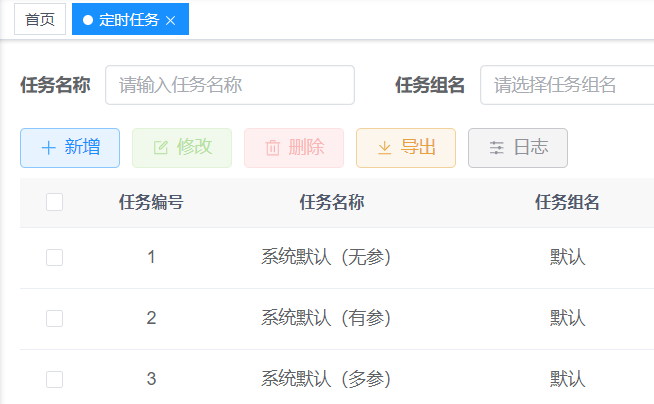 首页 定时任务
任务名称 请输入任务名称 任务组名 请选择任务组名
新增 修改 删除 导出 日志
任务编号 任务名称 任务组名
1 系统默认（无参） 默认
2 系统默认（有参） 默认
3 系统默认（多参） 默认